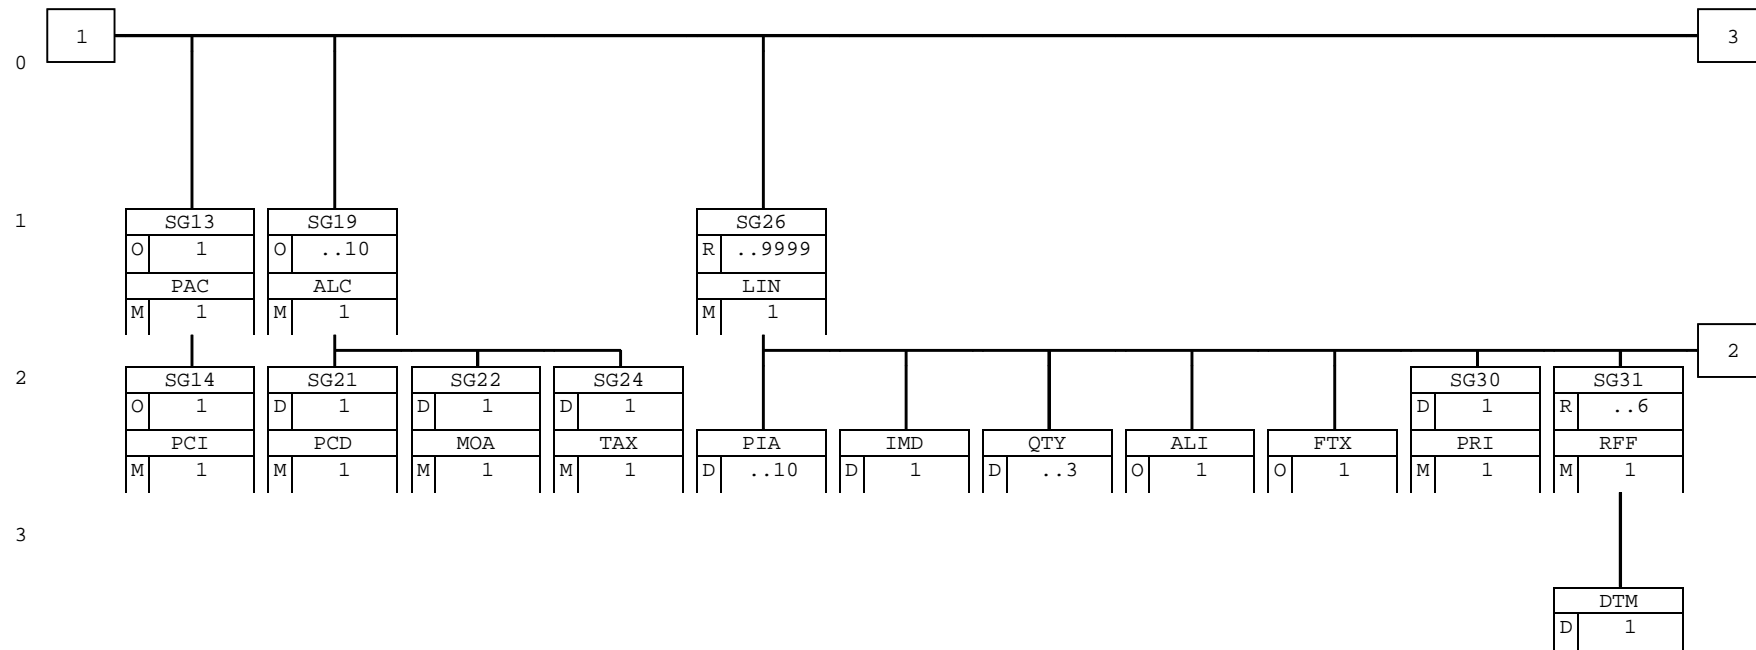 1 3
0
1 SG13 SG19 SG26
O 1 O ..10 R ..9999
PAC ALC LIN
M 1 M 1 M 1
2
2 SG14 SG21 SG22 SG24 SG30 SG31
O 1 D 1 D 1 D 1 D 1 R ..6
PCI PCD MOA TAX PIA IMD QTY ALI FTX PRI RFF
M 1 M 1 M 1 M 1 D ..10 D 1 D ..3 O 1 O 1 M 1 M 1
3
DTM
D 1